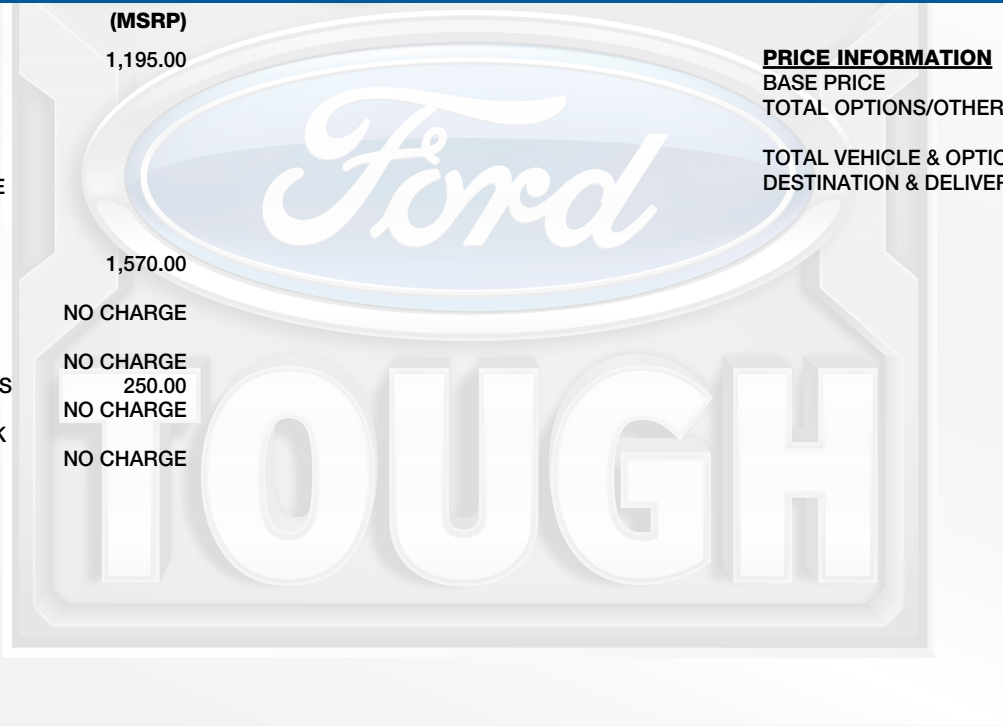 (MSRP)
1,195.00
E
1,570.00
NO CHARGE
NO CHARGE
S 250.00
NO CHARGE
K
NO CHARGE
PRICE INFORMATION
BASE PRICE
TOTAL OPTIONS/OTHER
TOTAL VEHICLE & OPTIO
DESTINATION & DELIVER
Ford
TOUGH